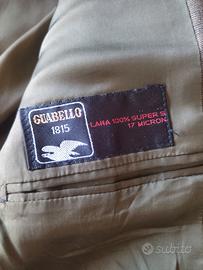 GUABELLO
1815
LANA 100% SUPER S
17 MICRON
subito